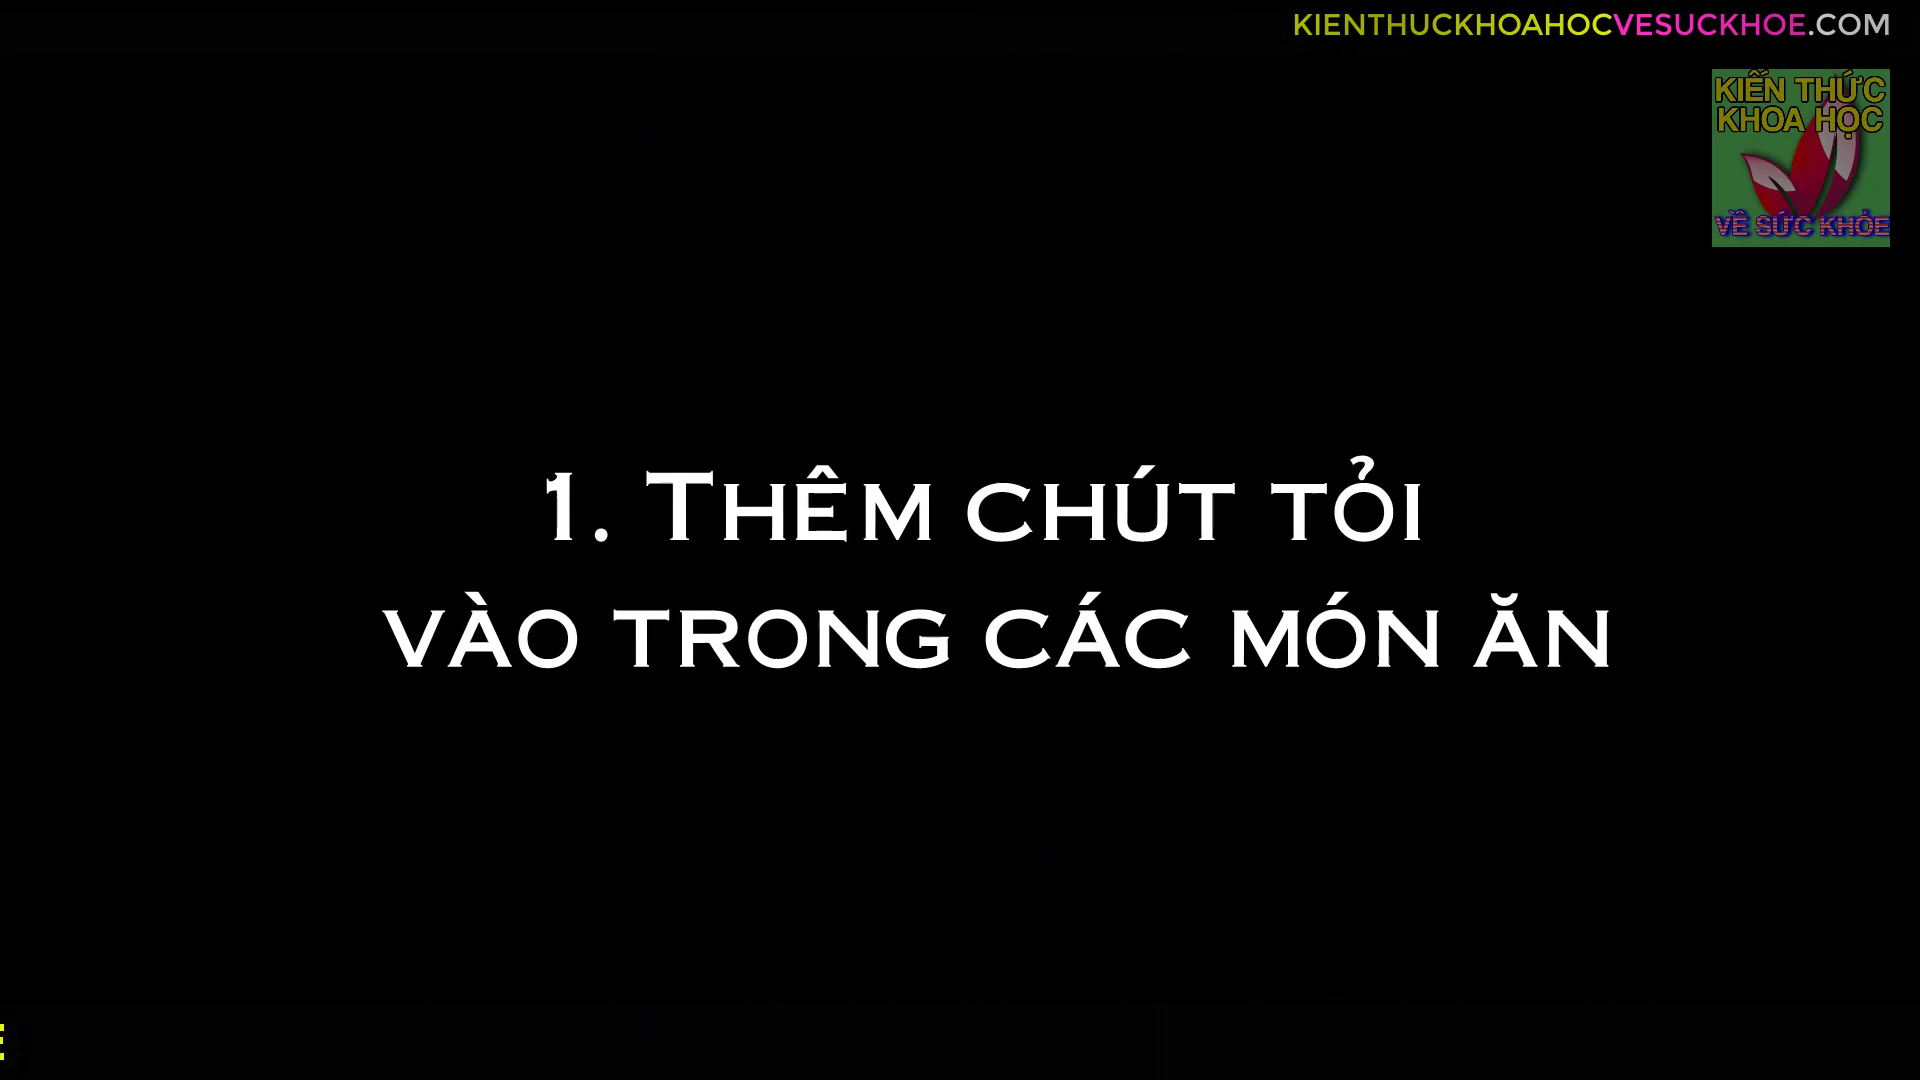 KIENTHUCKHOAHOCVESUCKHOE.COM
KIẾN THỨC
KHOA HỌC
VỀ SỨC KHỎE
1. THÊM CHÚT TỎI
VÀO TRONG CÁC MÓN ĂN